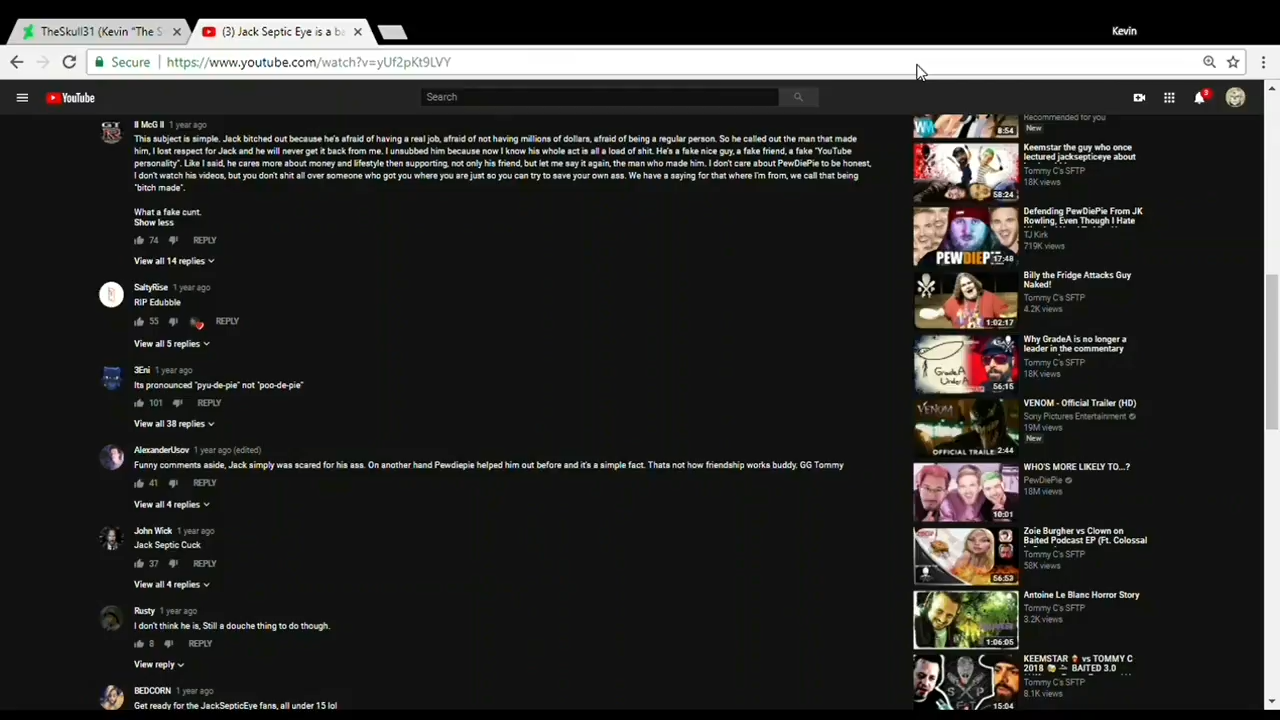 TheSkull31 (Kevin "The S
(3) Jack Septic Eye is a ba
Kevin
Secure
https://www.youtube.com/watch?v=yUf2pKt9LVY
YouTube
Search
3
II McG II 1 year ago
This subject is simple. Jack bitched out because he's afraid of having a real job, afraid of not having millions of dollars, afraid of being a regular person. So he called out the man that made
him, I lost respect for Jack and he will never get it back from me. I unsubbed him because now I know his whole act is all a load of shit. He's a fake nice guy, a fake friend, a fake "YouTube
personality". Like I said, he cares more about money and lifestyle then supporting, not only his friend, but let me say it again, the man who made him. I don't care about PewDiePie to be honest,
I don't watch his videos, but you don't shit all over someone who got you where you are just so you can try to save your own ass. We have a saying for that where I'm from, we call that being
"bitch made".
What a fake cunt.
Show less
74 REPLY
View all 14 replies
SaltyRise 1 year ago
RIP Edubble
55 REPLY
View all 5 replies
3Eni 1 year ago
Its pronounced "pyu-de-pie" not "poo-de-pie"
101 REPLY
View all 38 replies
AlexanderUsov 1 year ago (edited)
Funny comments aside, Jack simply was scared for his ass. On another hand Pewdiepie helped him out before and it's a simple fact. Thats not how friendship works buddy. GG Tommy
41 REPLY
View all 4 replies
John Wick 1 year ago
Jack Septic Cuck
37 REPLY
View all 4 replies
Rusty 1 year ago
I don't think he is, Still a douche thing to do though.
8 REPLY
View reply
BEDCORN 1 year ago
Get ready for the JackSepticEye fans, all under 15 lol
8:54
Recommended for you
New
58:24
Keemstar the guy who once
lectured jacksepticeye about
Tommy C's SFTP
18K views
PEWDIEP
17:48
Defending PewDiePie From JK
Rowling, Even Though I Hate
TJ Kirk
719K views
1:02:17
Billy the Fridge Attacks Guy
Naked!
Tommy C's SFTP
4.2K views
GradeA
UnderA
56:15
Why GradeA is no longer a
leader in the commentary
Tommy C's SFTP
18K views
VENOM
OFFICIAL TRAILE
2:44
VENOM - Official Trailer (HD)
Sony Pictures Entertainment
19M views
New
10:01
WHO'S MORE LIKELY TO...?
PewDiePie
18M views
56:52
Zoie Burgher vs Clown on
Baited Podcast EP (Ft. Colossal
Tommy C's SFTP
58K views
1:06:05
Antoine Le Blanc Horror Story
Tommy C's SFTP
3.2K views
15:04
KEEMSTAR vs TOMMY C
2018 BAITED 3.0
Tommy C's SFTP
8.1K views